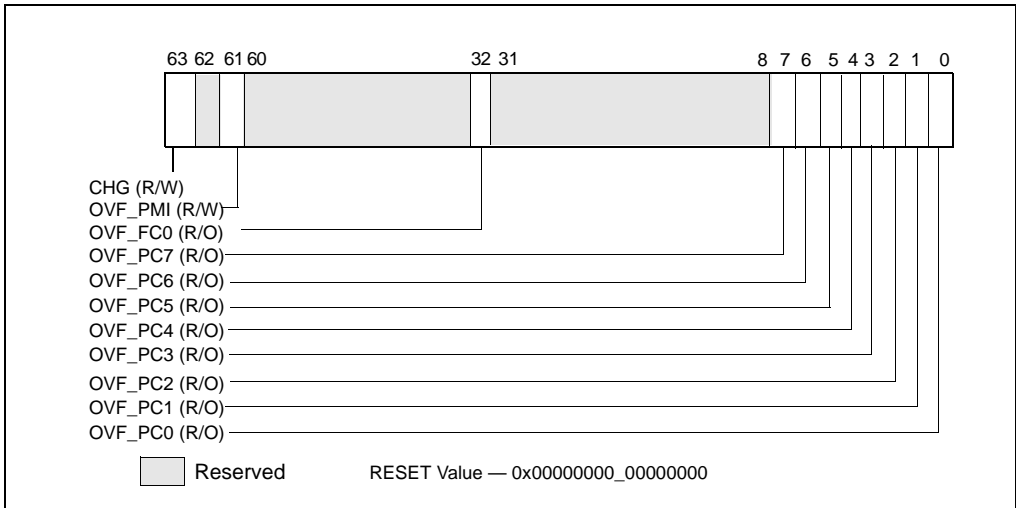 63 62 61 60 32 31 8 7 6 5 4 3 2 1 0
CHG (R/W)
OVF_PMI (R/W)
OVF_FC0 (R/O)
OVF_PC7 (R/O)
OVF_PC6 (R/O)
OVF_PC5 (R/O)
OVF_PC4 (R/O)
OVF_PC3 (R/O)
OVF_PC2 (R/O)
OVF_PC1 (R/O)
OVF_PC0 (R/O)
Reserved RESET Value — 0x00000000_00000000